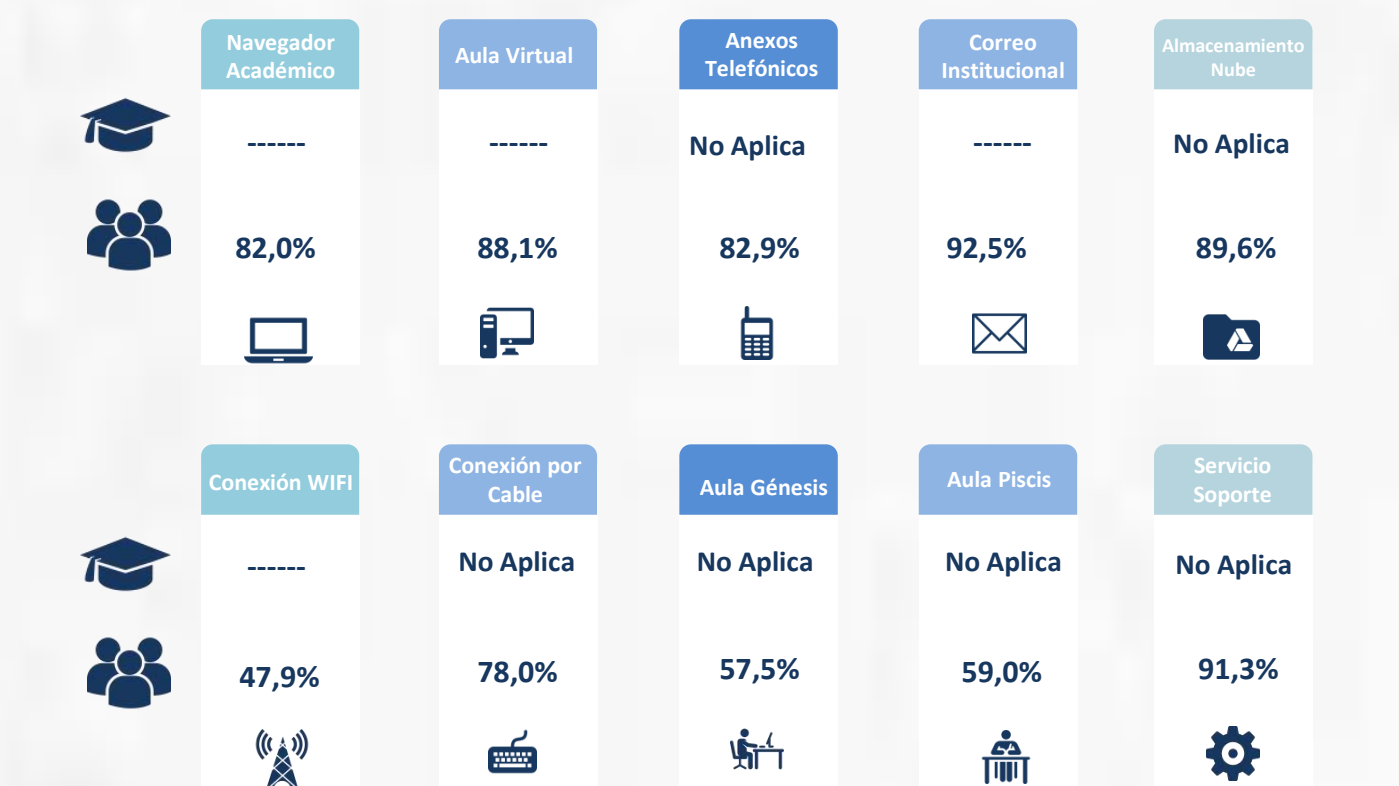 Navegador
Académico
Aula Virtual
Anexos
Telefónicos
Correo
Institucional
Almacenamiento
Nube
------
------
No Aplica
------
No Aplica
82,0%
88,1%
82,9%
92,5%
89,6%
Conexión WIFI
Conexión por
Cable
Aula Génesis
Aula Piscis
Servicio
Soporte
------
No Aplica
No Aplica
No Aplica
No Aplica
47,9%
78,0%
57,5%
59,0%
91,3%